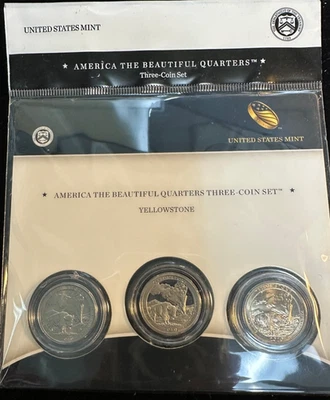 UNITED STATES MINT
★ AMERICA THE BEAUTIFUL QUARTERS™ ★
Three-Coin Set
UNITED STATES MINT
★ AMERICA THE BEAUTIFUL QUARTERS THREE-COIN SET™ ★
YELLOWSTONE